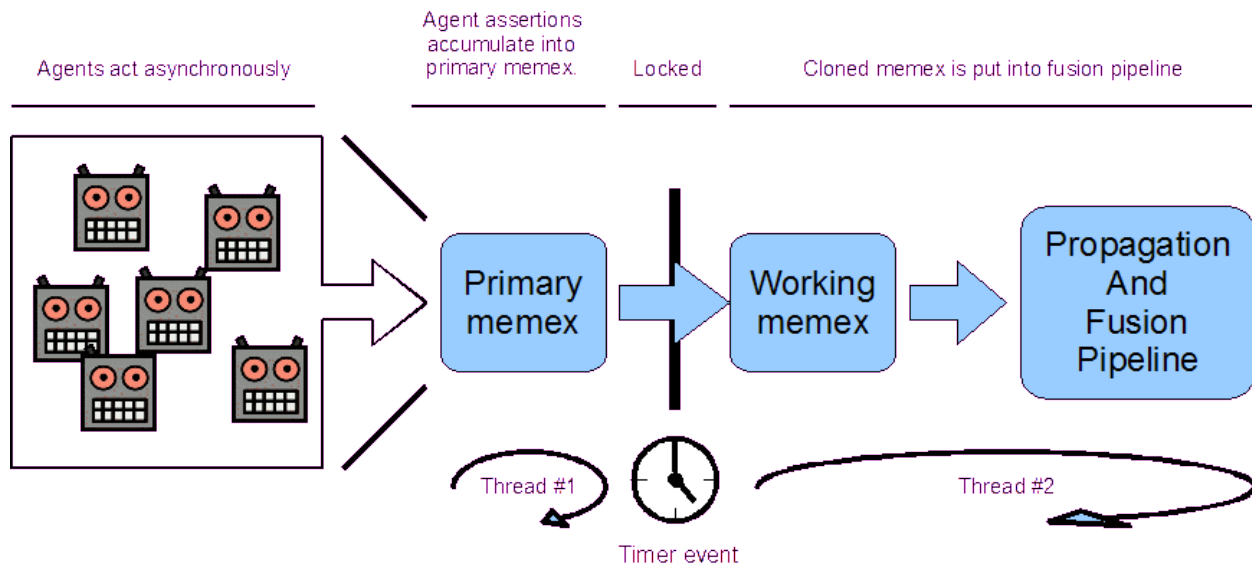 Agents act asynchronously
Agent assertions
accumulate into
primary memex.
Locked
Cloned memex is put into fusion pipeline
Primary
memex
Working
memex
Propagation
And
Fusion
Pipeline
Thread #1
Thread #2
Timer event